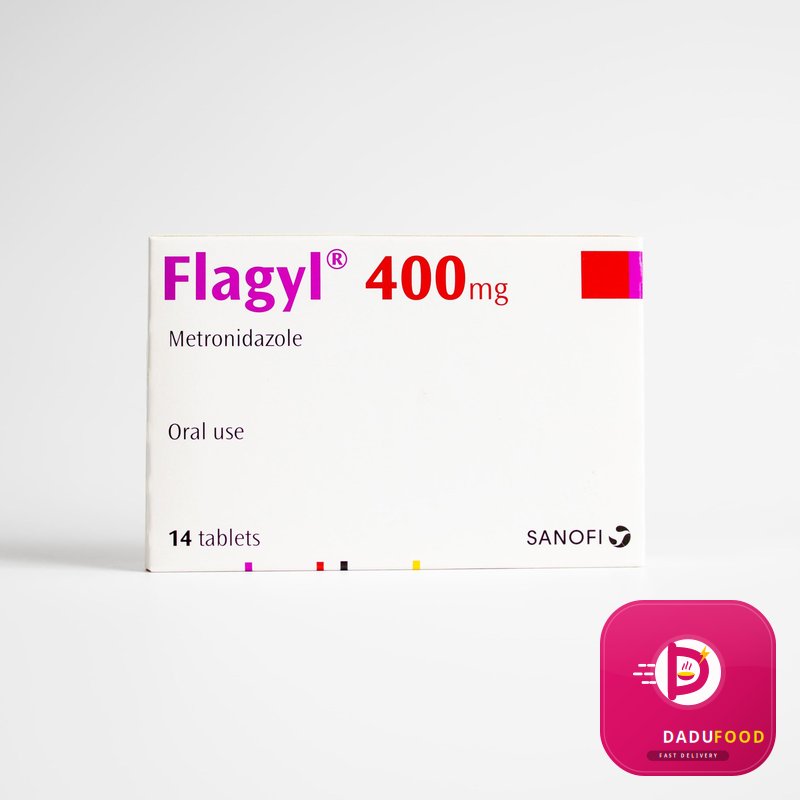 Flagyl® 400mg
Metronidazole
Oral use
14 tablets
SANOFI
DADUFOOD
FAST DELIVERY